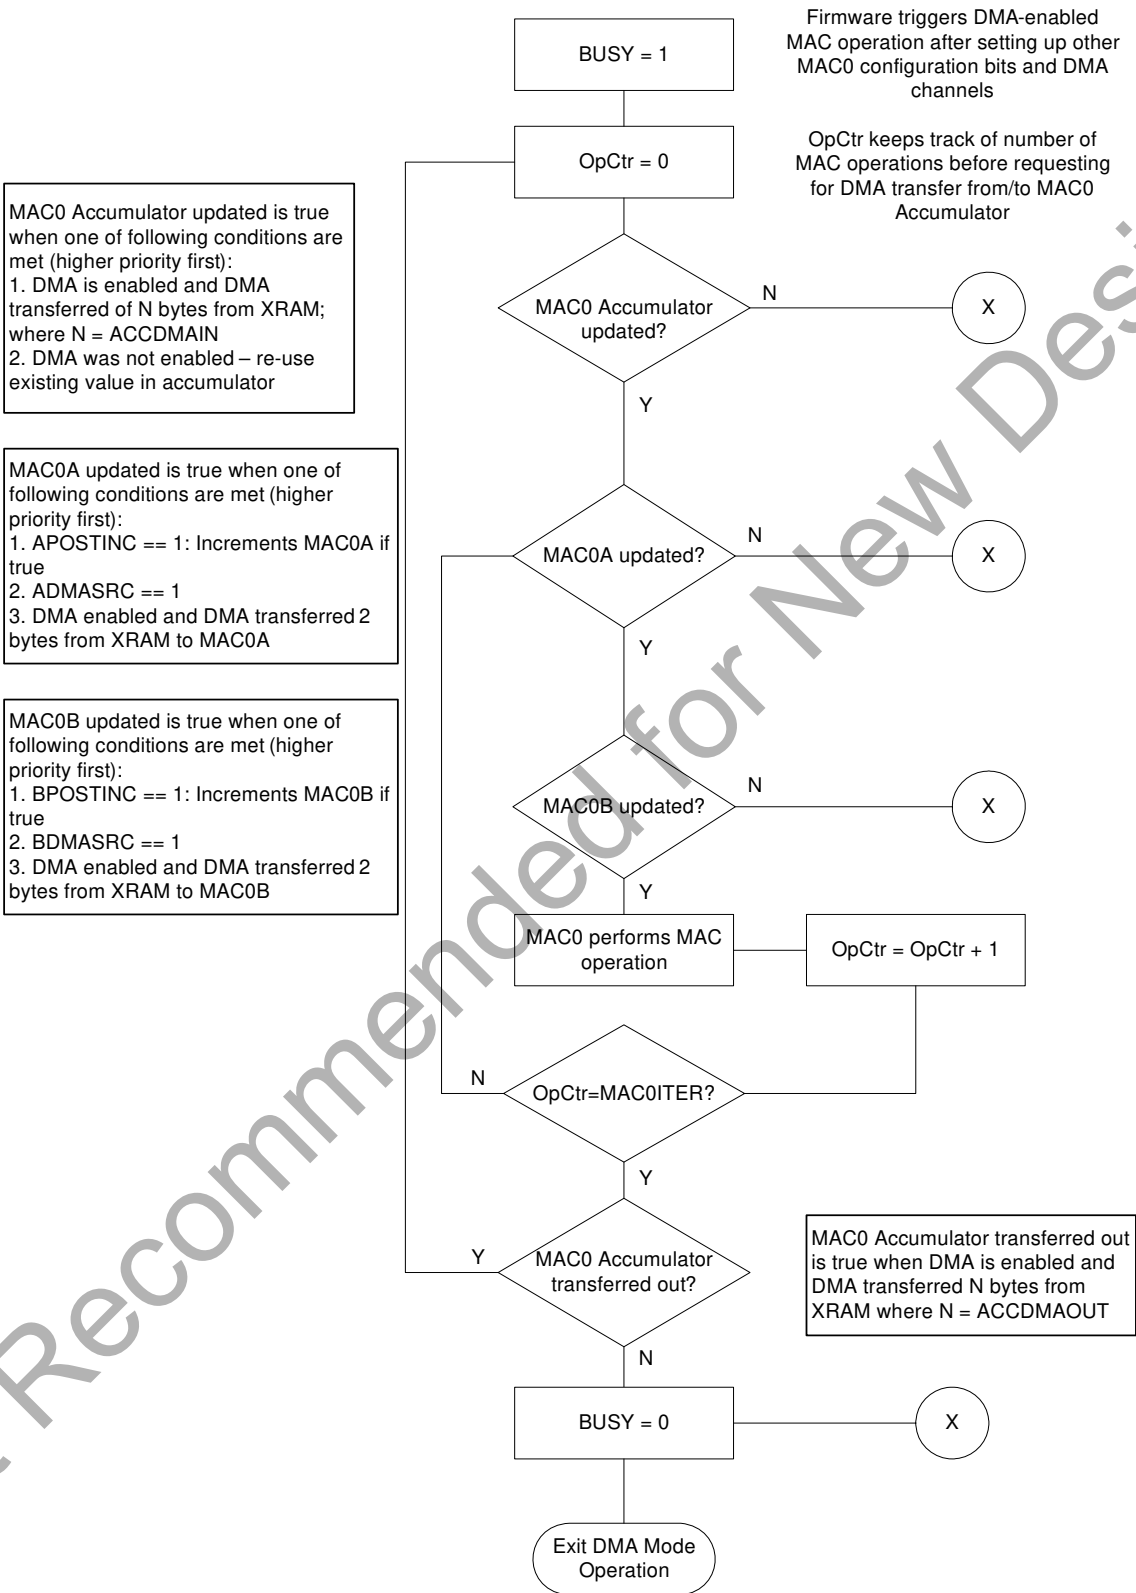 BUSY = 1
Firmware triggers DMA-enabled
MAC operation after setting up other
MAC0 configuration bits and DMA
channels
OpCtr = 0
OpCtr keeps track of number of
MAC operations before requesting
for DMA transfer from/to MAC0
Accumulator
MAC0 Accumulator updated is true
when one of following conditions are
met (higher priority first):
1. DMA is enabled and DMA
transferred of N bytes from XRAM;
where N = ACCDMAIN
2. DMA was not enabled – re-use
existing value in accumulator
MAC0 Accumulator
updated?
N
X
Y
MAC0A updated is true when one of
following conditions are met (higher
priority first):
1. APOSTINC == 1: Increments MAC0A if
true
2. ADMASRC == 1
3. DMA enabled and DMA transferred 2
bytes from XRAM to MAC0A
MAC0A updated?
N
X
Y
MAC0B updated is true when one of
following conditions are met (higher
priority first):
1. BPOSTINC == 1: Increments MAC0B if
true
2. BDMASRC == 1
3. DMA enabled and DMA transferred 2
bytes from XRAM to MAC0B
MAC0B updated?
N
X
Y
MAC0 performs MAC
operation
OpCtr = OpCtr + 1
OpCtr=MAC0ITER?
N
Y
MAC0 Accumulator
transferred out?
Y
N
MAC0 Accumulator transferred out
is true when DMA is enabled and
DMA transferred N bytes from
XRAM where N = ACCDMAOUT
BUSY = 0
X
Exit DMA Mode
Operation
Recommended for New